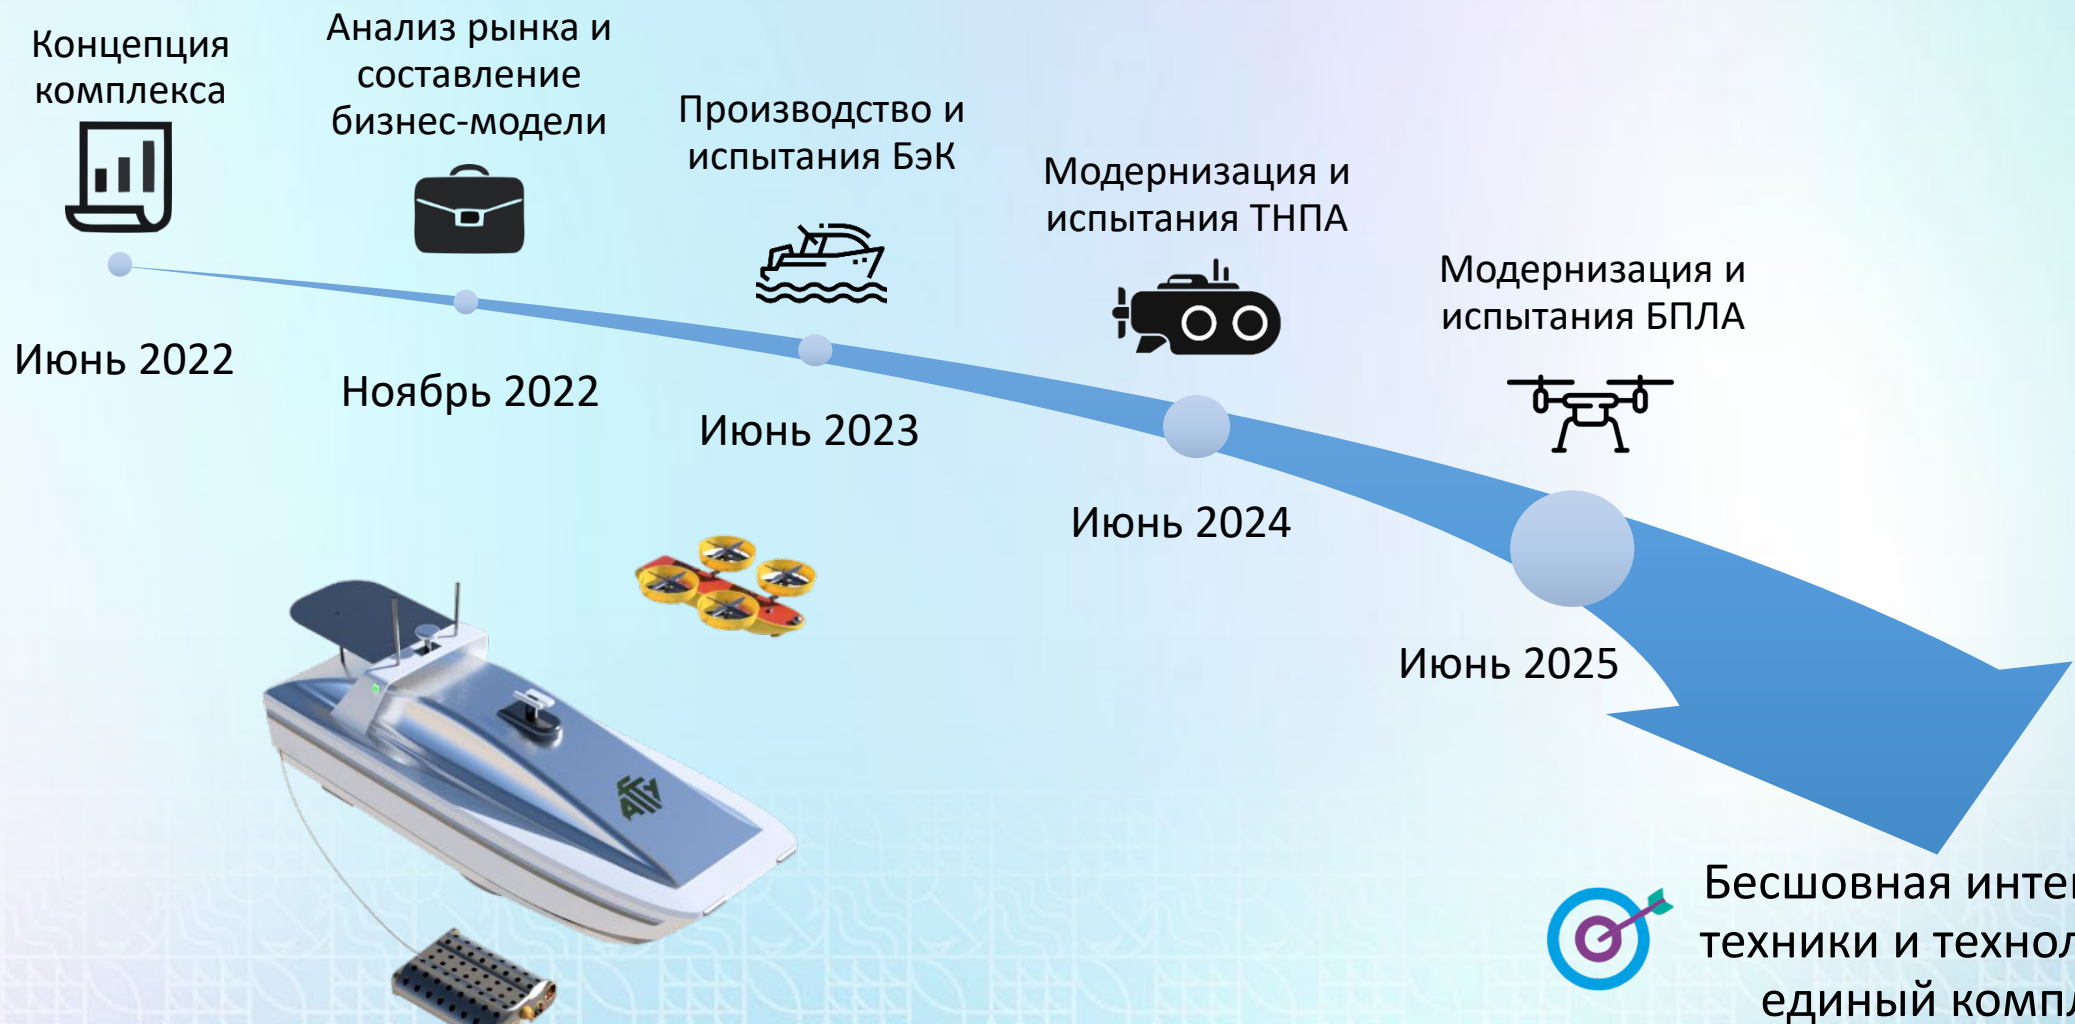 Концепция
комплекса
Анализ рынка и
составление
бизнес-модели
Производство и
испытания БэК
Модернизация и
испытания ТНПА
Модернизация и
испытания БПЛА
Июнь 2022
Ноябрь 2022
Июнь 2023
Июнь 2024
Июнь 2025
Бесшовная
техники и
единый